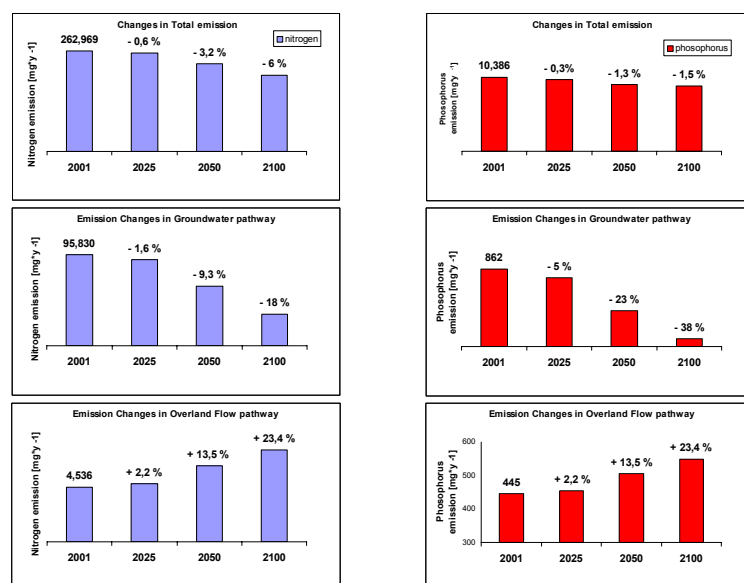 Changes in Total emission
nitrogen
262,969
- 0,6 %
- 3,2 %
- 6 %
Nitrogen emission [mg*y -1]
2001 2025 2050 2100
Changes in Total emission
phosophorus
10,386
- 0,3%
- 1,3 %
- 1,5 %
Phosophorus
emission [mg*y -1]
2001 2025 2050 2100
Emission Changes in Groundwater pathway
95,830
- 1,6 %
- 9,3 %
- 18 %
Nitrogen emission [mg*y -1]
2001 2025 2050 2100
Emission Changes in Groundwater pathway
862
- 5 %
- 23 %
- 38 %
Phosophorus
emission [mg*y -1]
2001 2025 2050 2100
Emission Changes in Overland Flow pathway
4,536
+ 2,2 %
+ 13,5 %
+ 23,4 %
Nitrogen emission [mg*y -1]
2001 2025 2050 2100
Emission Changes in Overland Flow pathway
600
500
400
300
445
+ 2,2 %
+ 13,5 %
+ 23,4 %
Phosophorus
emission [mg*y -1]
2001 2025 2050 2100